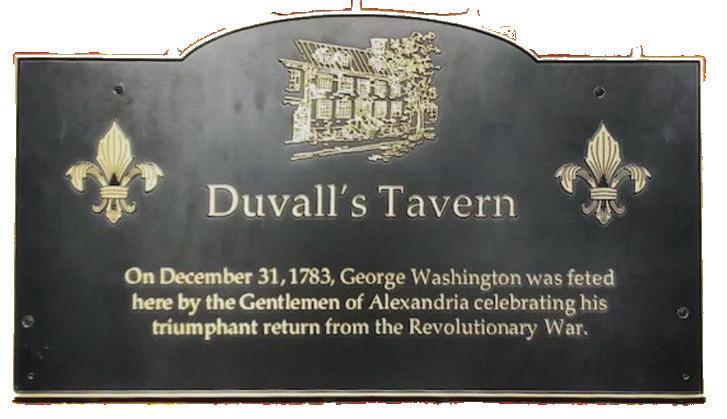 Duvall's Tavern
On December 31, 1783, George Washington was feted
here by the Gentlemen of Alexandria celebrating his
triumphant return from the Revolutionary War.